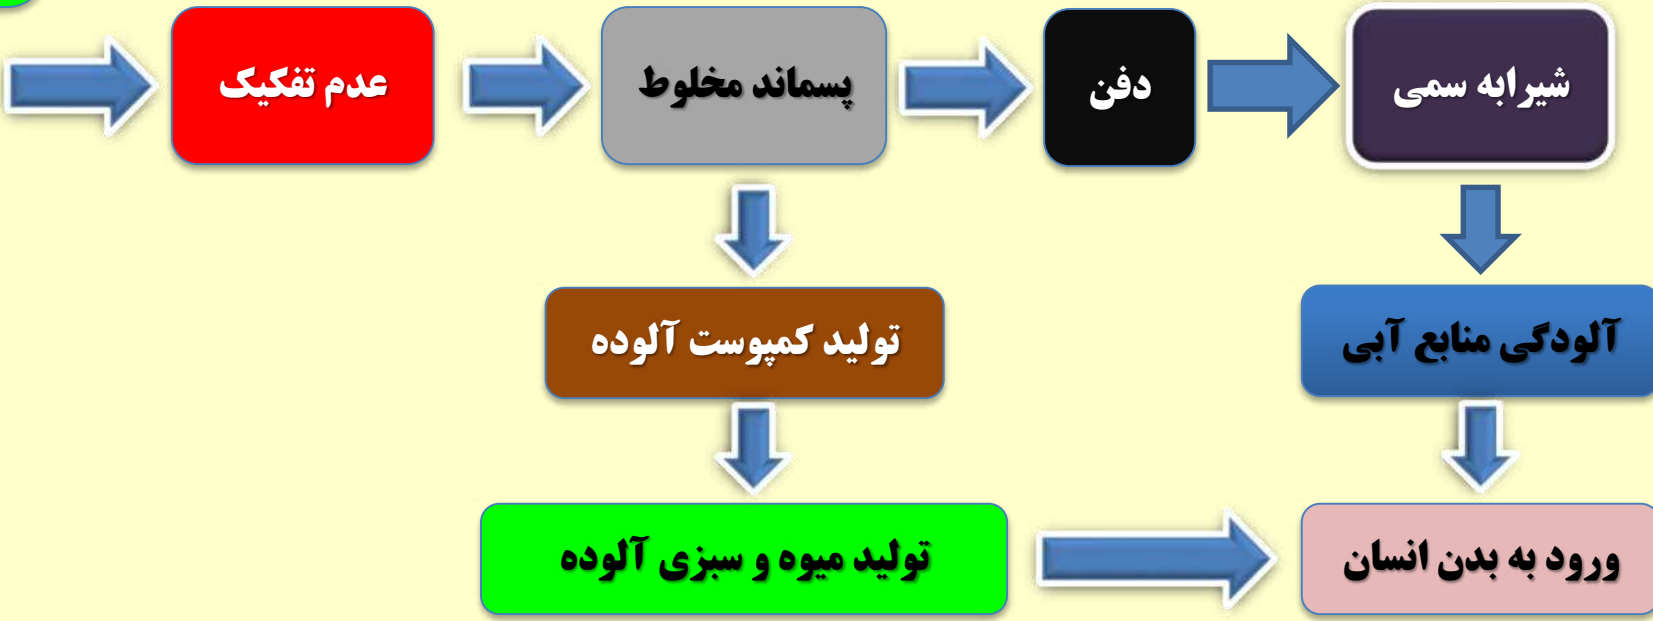 عدم تفکیک
پسماند مخلوط
دفن
شیرابه سمی
تولید کمپوست آلوده
آلودگی منابع آبی
تولید میوه و سبزی آلوده
ورود به بدن انسان